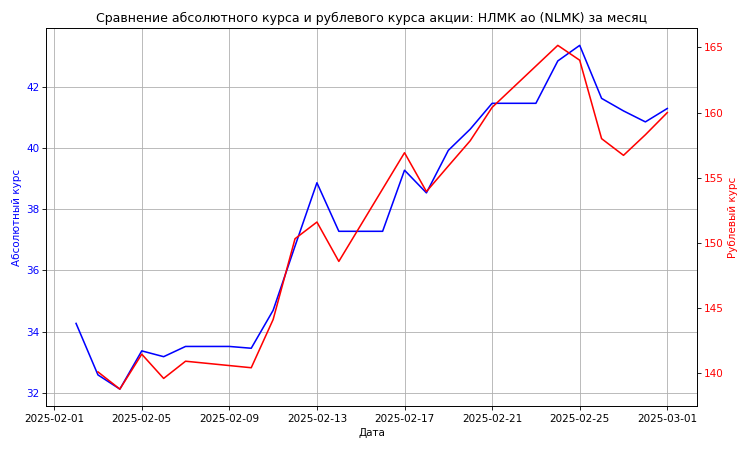 Сравнение абсолютного курса и рублевого курса акции: НЛМК ао (NLMK) за месяц
Абсолютный курс
42
40
38
36
34
32
165
160
155
150
145
140
Рублевый курс
2025-02-01 2025-02-05 2025-02-09 2025-02-13 2025-02-17 2025-02-21 2025-02-25 2025-03-01
Дата